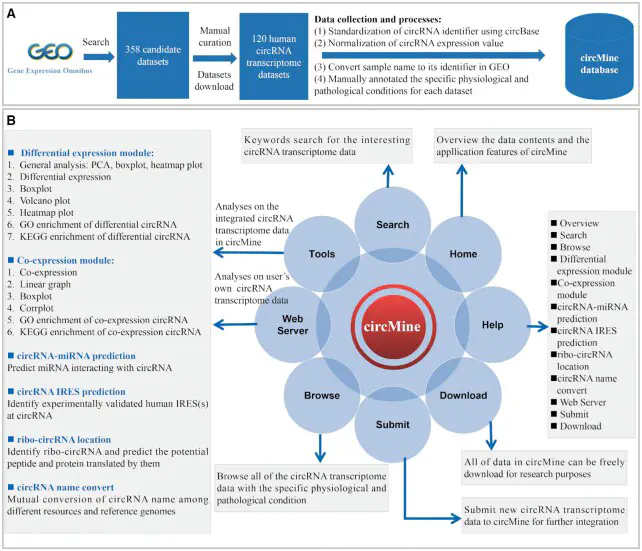 A
GEO
Gene Expression Omnibus
Search
358 candidate
datasets
Manual
curation
Datasets
download
120 human
circRNA
transcriptome
datasets
Data collection and processes:
(1) Standardization of circRNA identifier using circBase
(2) Normalization of circRNA expression value
(3) Convert sample name to its identifier in GEO
(4) Manually annotated the specific physiological and
pathological conditions for each dataset
circMine
database
B
■ Differential expression module:
1. General analysis: PCA, boxplot, heatmap plot
2. Differential expression
3. Boxplot
4. Volcano plot
5. Heatmap plot
6. GO enrichment of differential circRNA
7. KEGG enrichment of differential circRNA
■ Co-expression module:
1. Co-expression
2. Linear graph
3. Boxplot
4. Corrplot
5. GO enrichment of co-expression circRNA
6. KEGG enrichment of co-expression circRNA
■ circRNA-miRNA prediction
Predict miRNA interacting with circRNA
■ circRNA IRES prediction
Identify experimentally validated human IRES(s)
at circRNA
■ ribo-circRNA location
Identify ribo-circRNA and predict the potential
peptide and protein translated by them
■ circRNA name convert
Mutual conversion of circRNA name among
different resources and reference genomes
Keywords search for the interesting
circRNA transcriptome data
Overview the data contents and the
appllication features of circMine
Analyses on the
integrated circRNA
transcriptome data
in circMine
Analyses on user's
own circRNA
transcriptome data
Search
Home
Help
Download
Submit
Browse
Web
Server
Tools
circMine
■ Overview
■ Search
■ Browse
■ Differential
expression module
■ Co-expression
module
■ circRNA-miRNA
prediction
■ circRNA IRES
prediction
■ ribo-circRNA
location
■ circRNA name
convert
■ Web Server
■ Submit
■ Download
Browse all of the circRNA transcriptome
data with the specific physiological and
pathological condition
All of data in circMine can be freely
download for research purposes
Submit new circRNA transcriptome
data to circMine for further integration